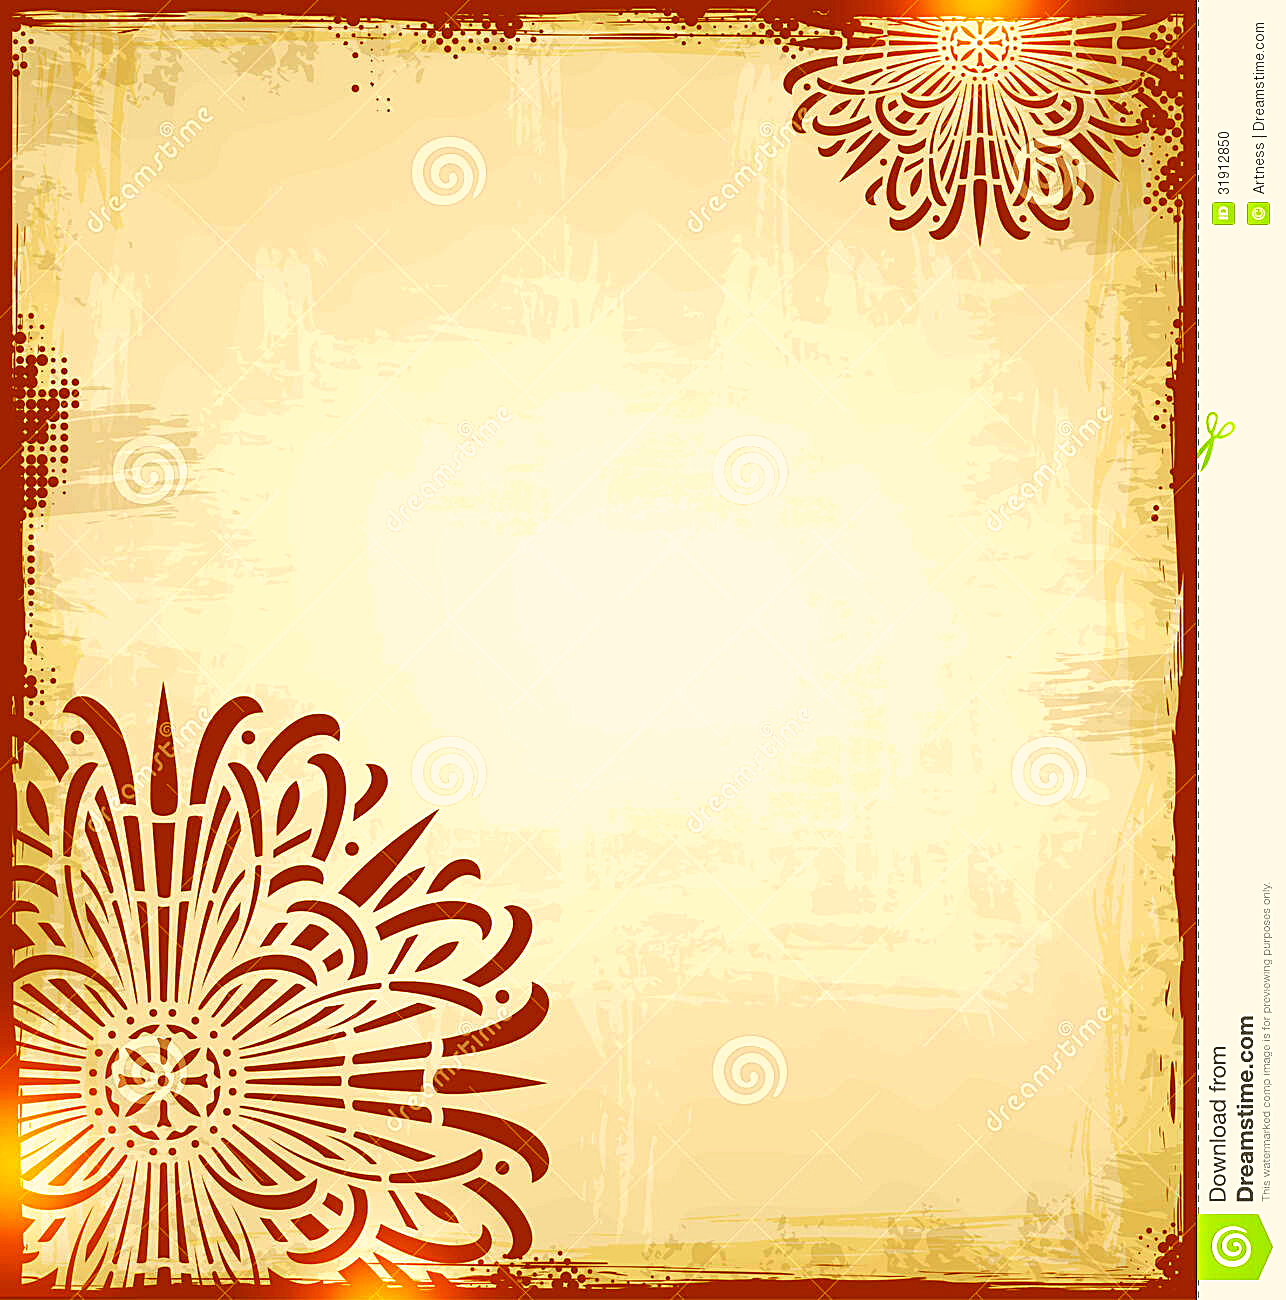 dreamstime
dreamstime
dreamstime
dreamstime
dreamstime
dreamstime
dreamstime
Download from
Dreamstime.com
This watermarked comp image is for previewing purposes only.
ID 31912850
© Artness | Dreamstime.com